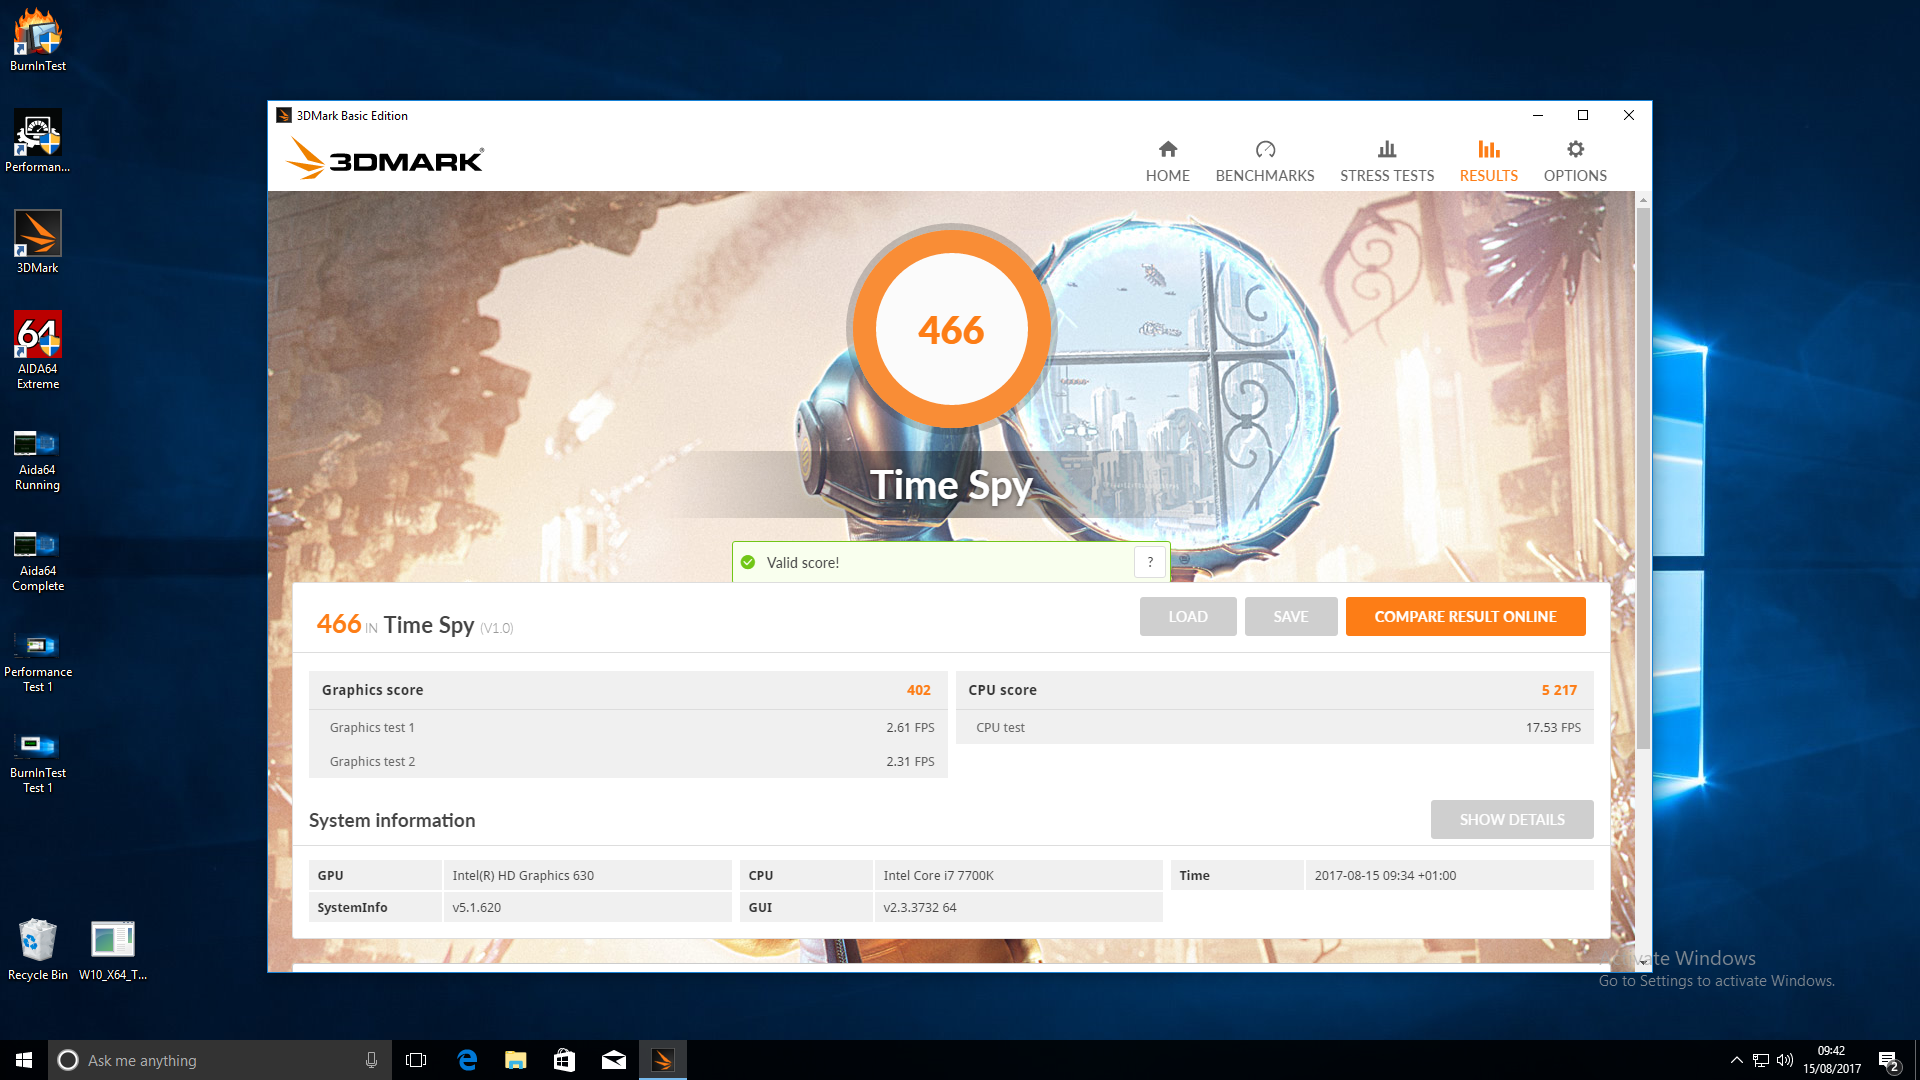 BurnInTest
Performan...
3DMark
AIDA64
Extreme
Aida64
Running
Aida64
Complete
Performance
Test 1
BurnInTest
Test 1
Recycle Bin
W10_X64_T...
64
3DMark Basic Edition
3DMARK®
HOME
BENCHMARKS
STRESS TESTS
RESULTS
OPTIONS
466
Time Spy
Valid score!
?
466 IN Time Spy (V1.0)
LOAD
SAVE
COMPARE RESULT ONLINE
Graphics score 402
Graphics test 1 2.61 FPS
Graphics test 2 2.31 FPS
CPU score 5 217
CPU test 17.53 FPS
System information
SHOW DETAILS
GPU Intel(R) HD Graphics 630
CPU Intel Core i7 7700K
Time 2017-08-15 09:34 +01:00
SystemInfo v5.1.620
GUI v2.3.3732 64
Windows
Go to Settings to activate Windows.
Ask me anything
09:42
15/08/2017
2